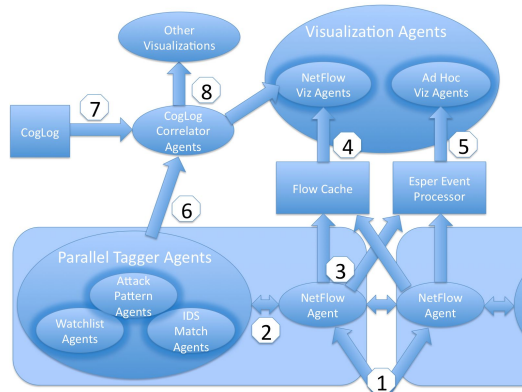 Other
Visualizations
Visualization Agents
NetFlow
Viz Agents
Ad Hoc
Viz Agents
7
8
CogLog
CogLog
Correlator
Agents
4
5
Flow Cache
Esper Event
Processor
6
Parallel Tagger Agents
3
Attack
Pattern
Agents
Watchlist
Agents
IDS
Match
Agents
2
NetFlow
Agent
NetFlow
Agent
1